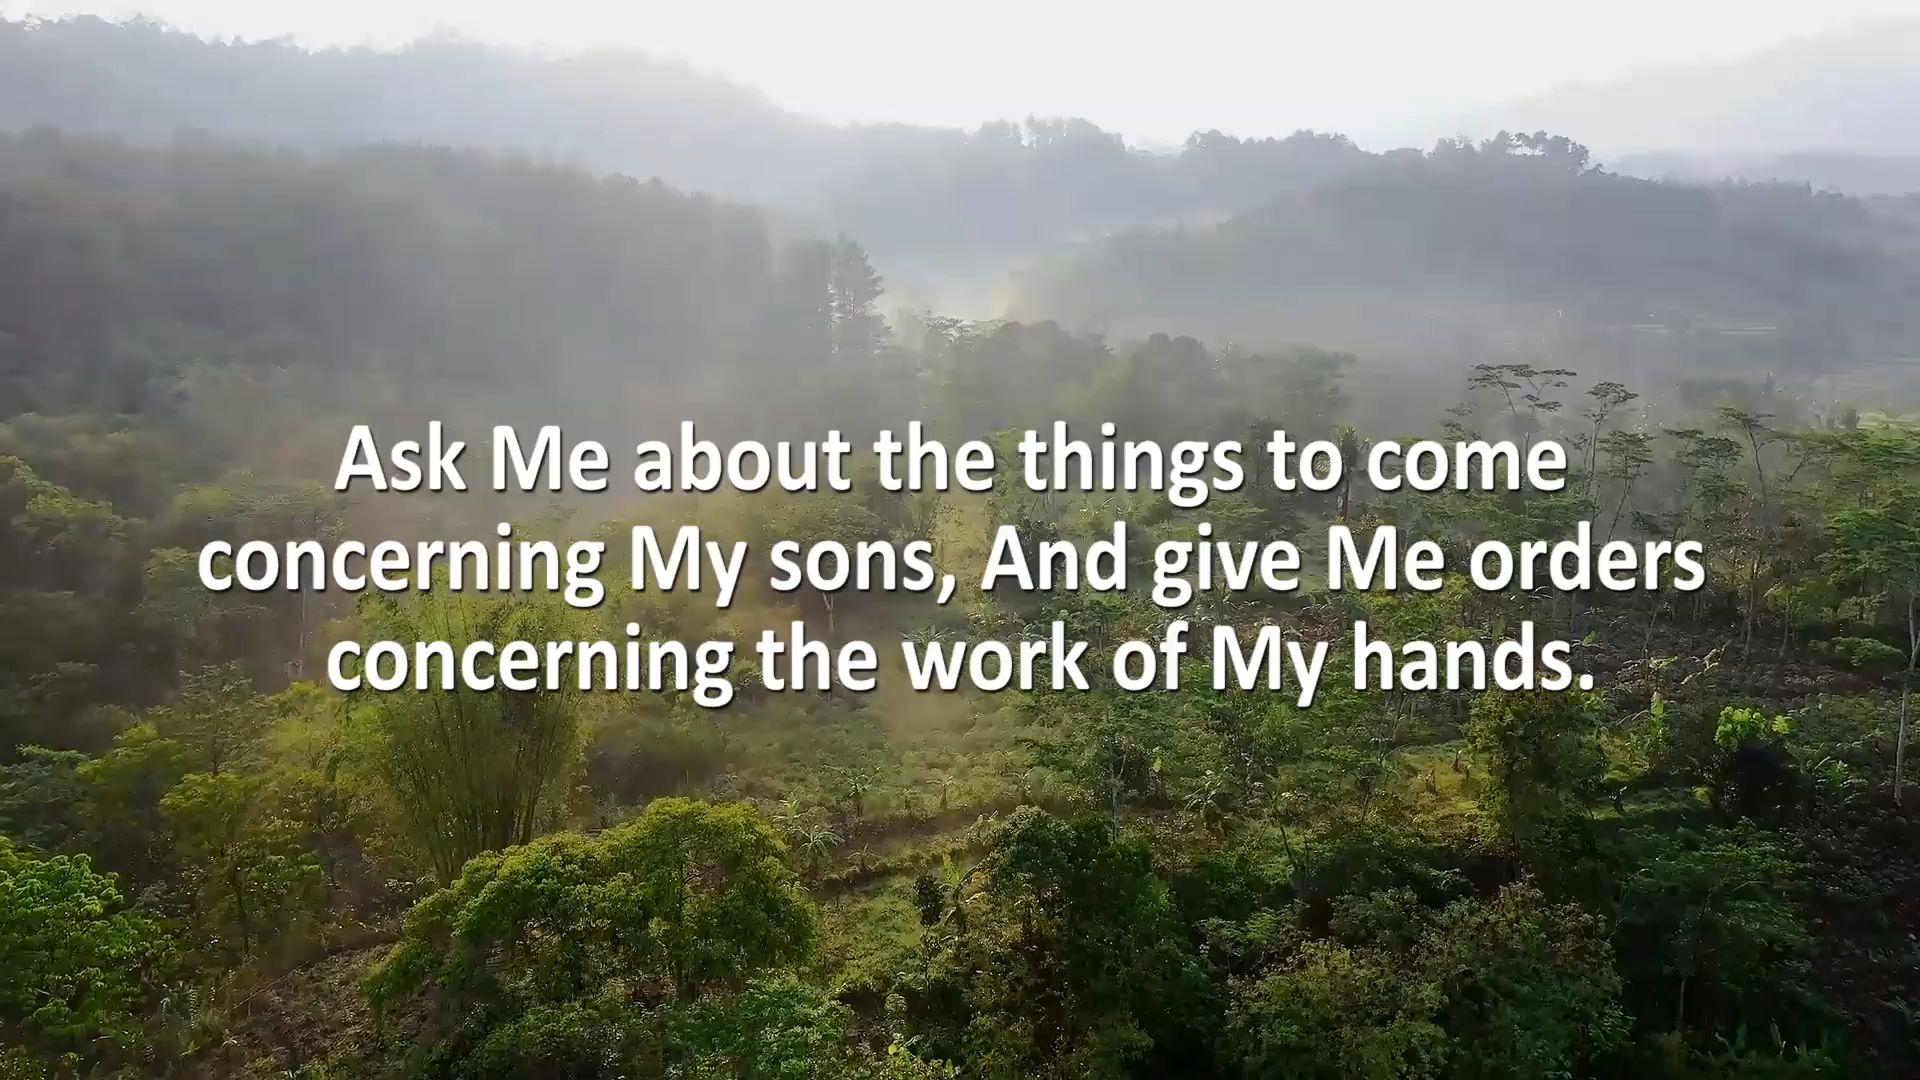 Ask Me about the things to come
concerning My sons, And give Me orders
concerning the work of My hands.